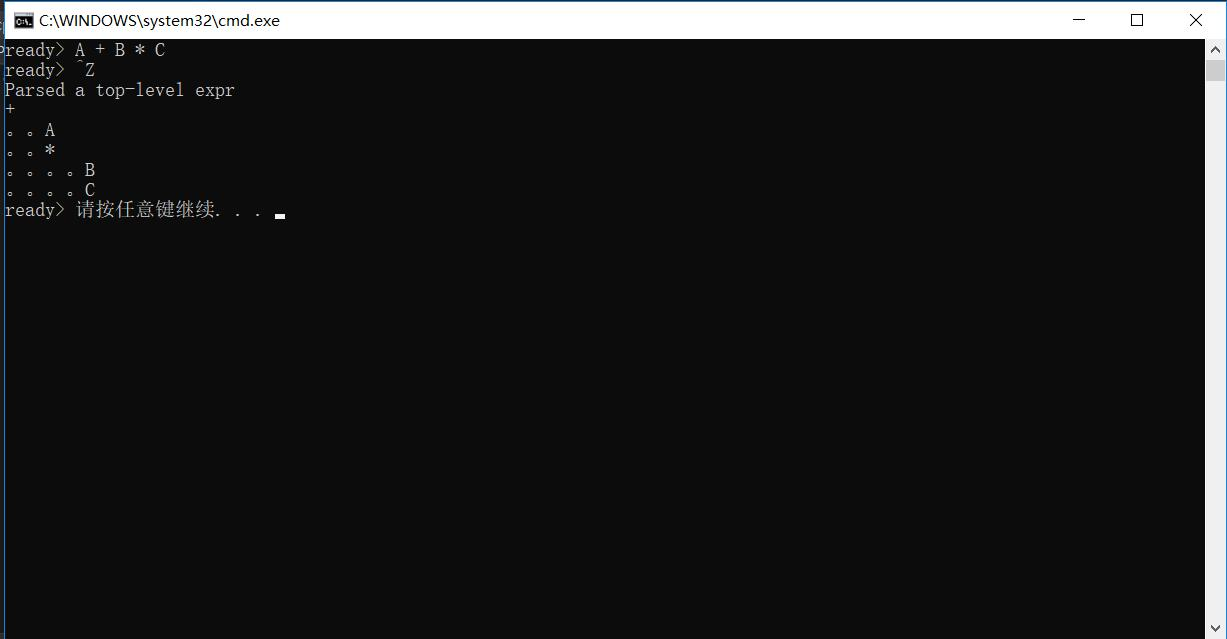 C:\WINDOWS\system32\cmd.exe
ready> A + B * C
ready> ^Z
Parsed a top-level expr
+
。。A
。。*
。。。。B
。。。。C
ready> 请按任意键继续. . .